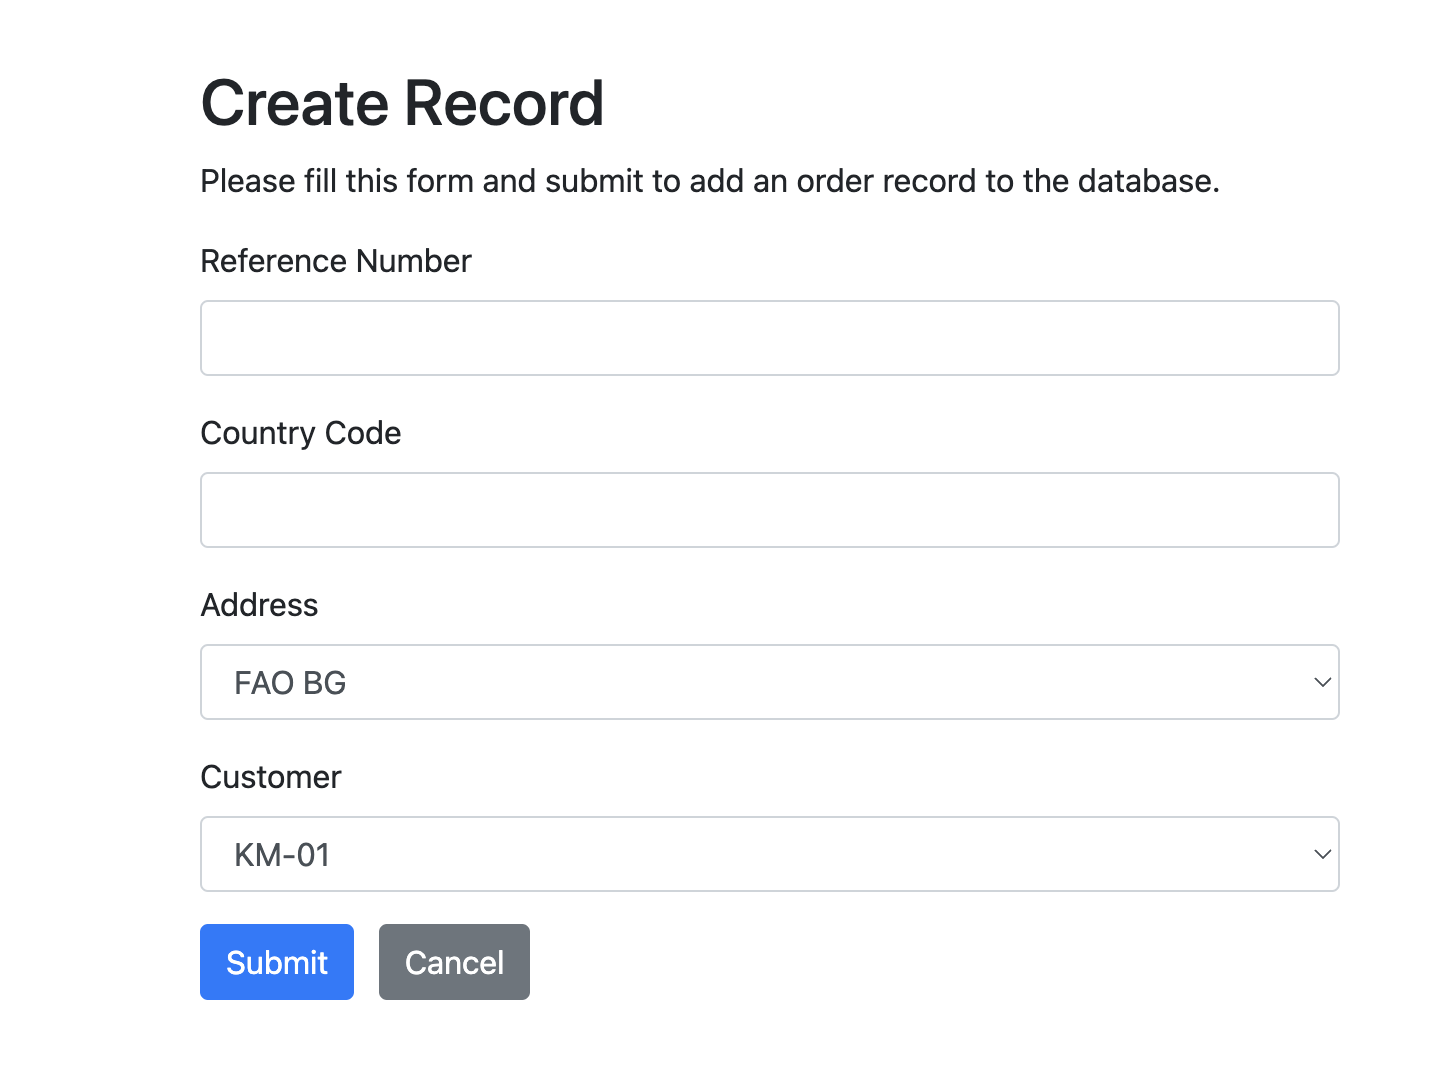 Create Record
Please fill this form and submit to add an order record to the database.
Reference Number
Country Code
Address
FAO BG
Customer
KM-01
Submit Cancel